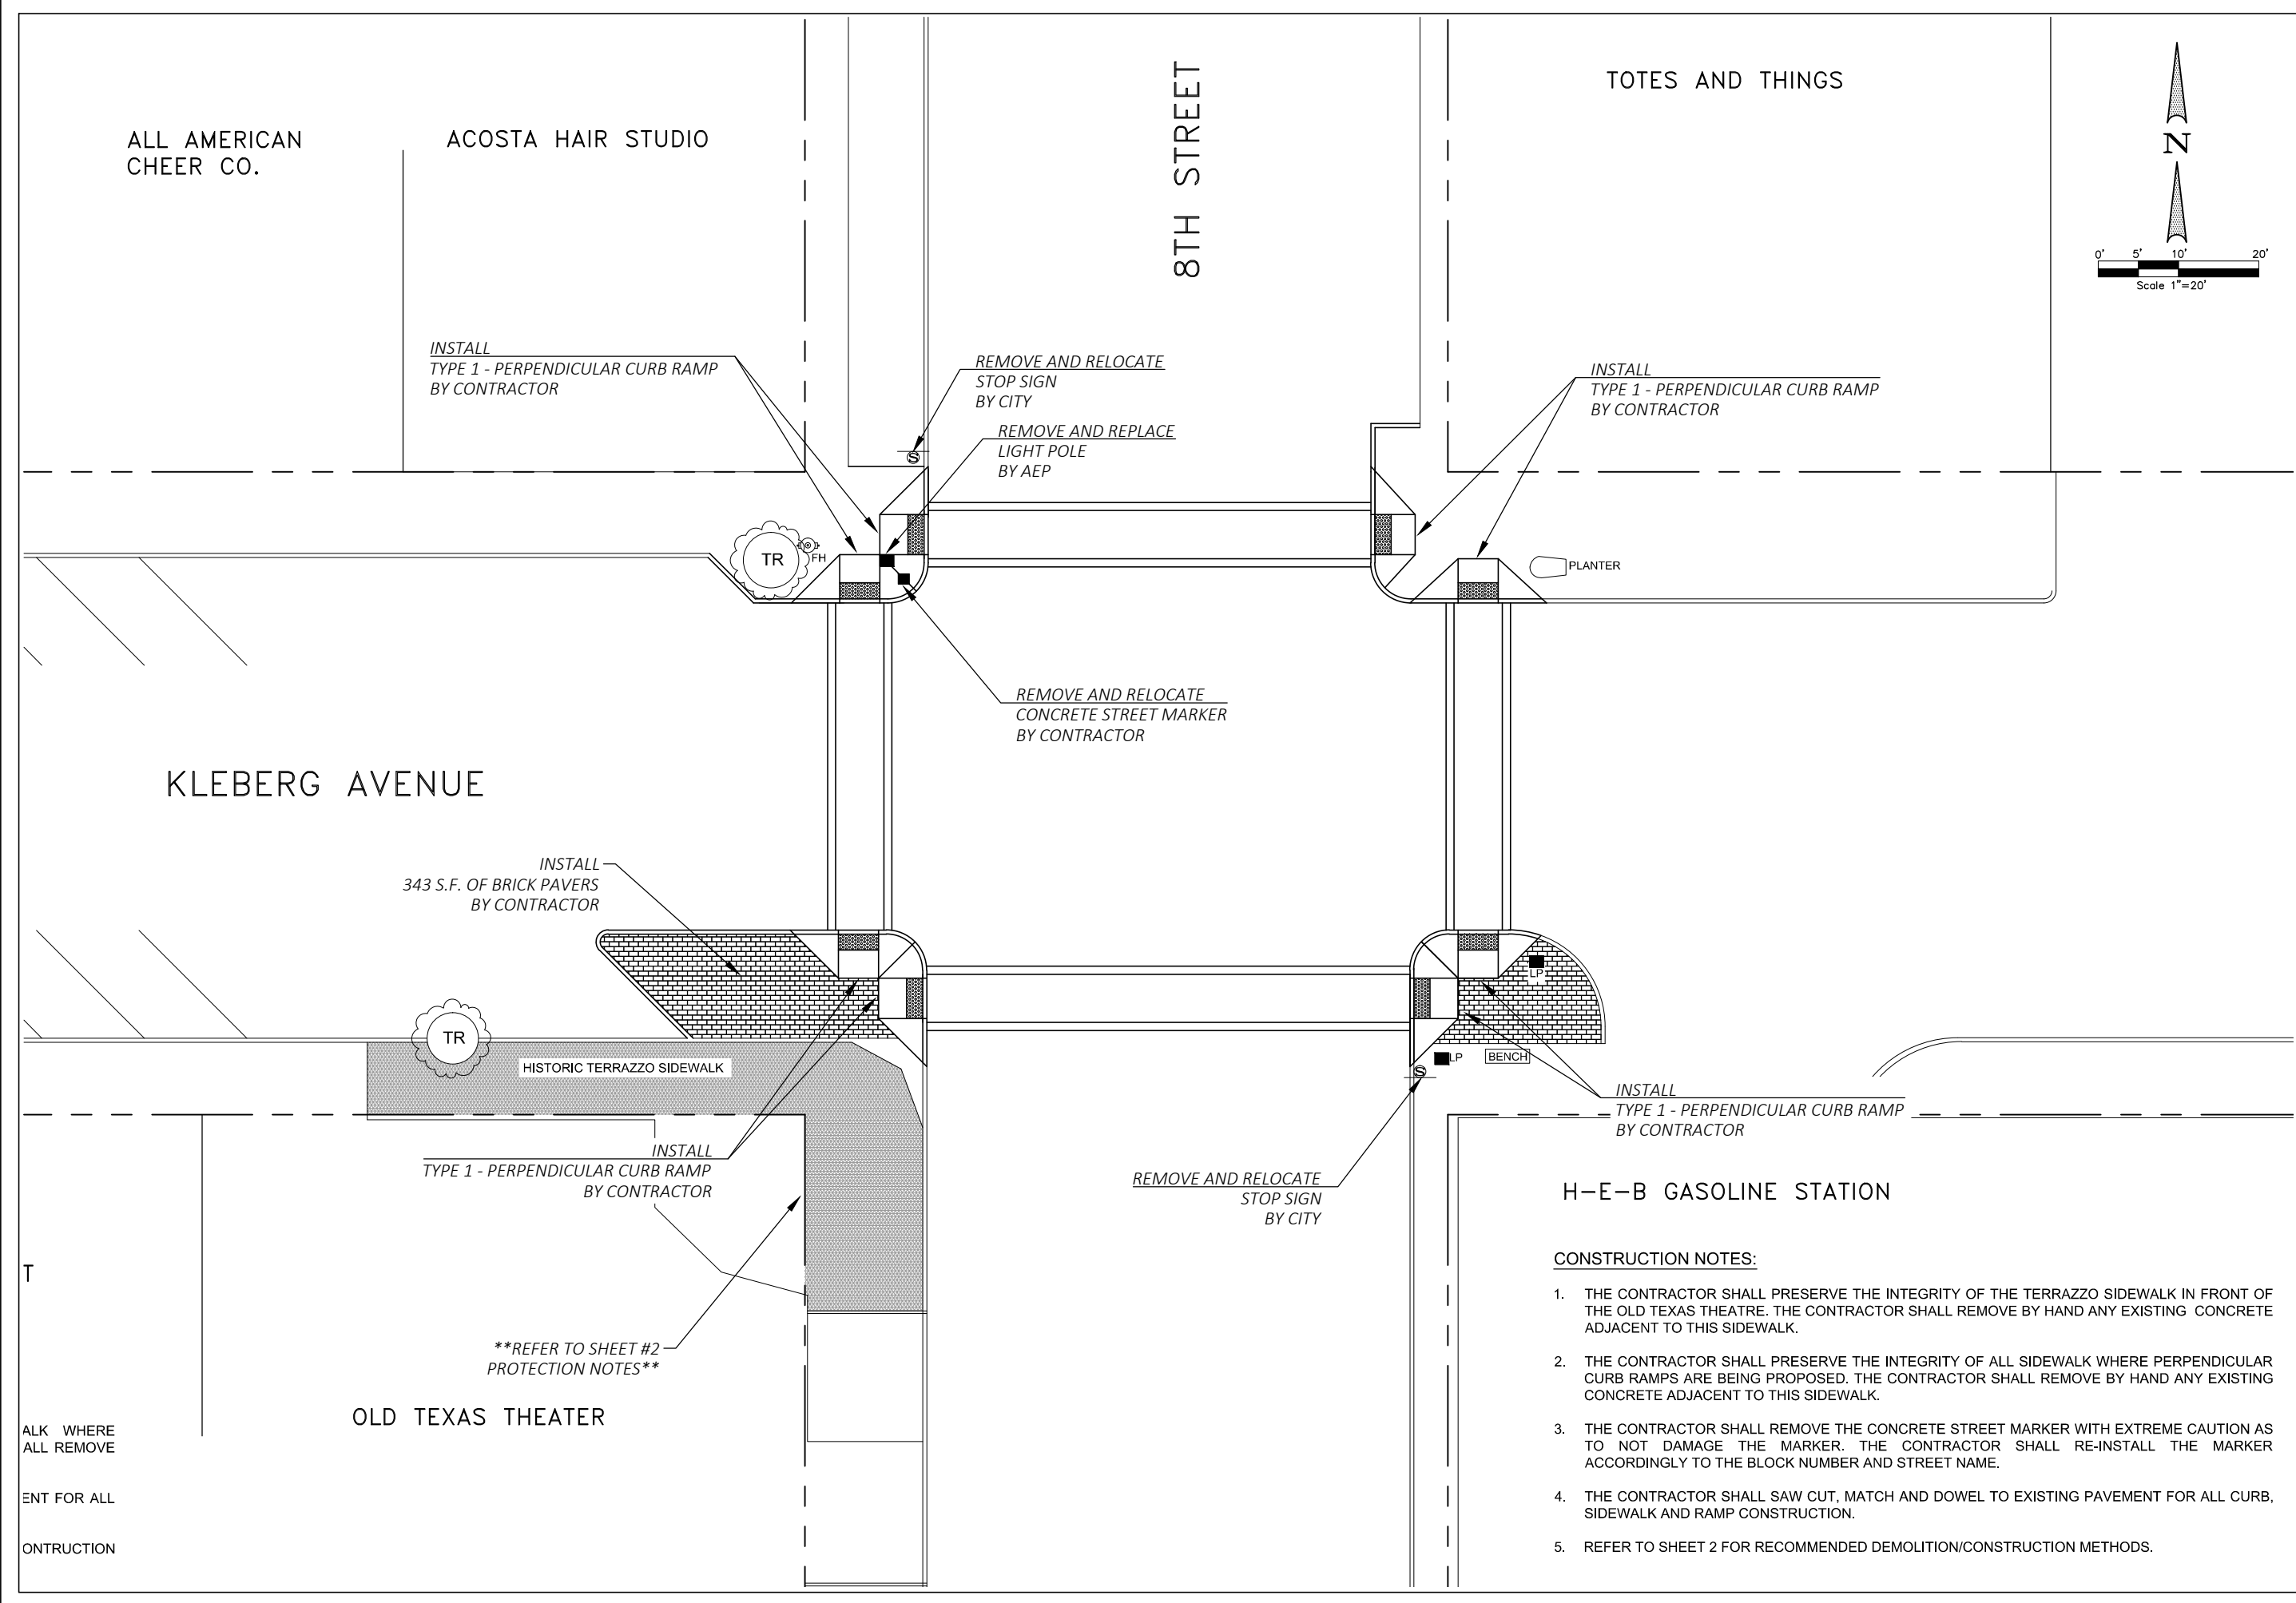 ALL AMERICAN
CHEER CO.
ACOSTA HAIR STUDIO
8TH STREET
TOTES AND THINGS
N
0' 5' 10' 20'
Scale 1"=20'
INSTALL
TYPE 1 - PERPENDICULAR CURB RAMP
BY CONTRACTOR
REMOVE AND RELOCATE
STOP SIGN
BY CITY
REMOVE AND REPLACE
LIGHT POLE
BY AEP
INSTALL
TYPE 1 - PERPENDICULAR CURB RAMP
BY CONTRACTOR
S
TR
FH
PLANTER
REMOVE AND RELOCATE
CONCRETE STREET MARKER
BY CONTRACTOR
KLEBERG AVENUE
INSTALL
343 S.F. OF BRICK PAVERS
BY CONTRACTOR
LP
TR
HISTORIC TERRAZZO SIDEWALK
LP
BENCH
S
INSTALL
TYPE 1 - PERPENDICULAR CURB RAMP
BY CONTRACTOR
INSTALL
TYPE 1 - PERPENDICULAR CURB RAMP
BY CONTRACTOR
REMOVE AND RELOCATE
STOP SIGN
BY CITY
H-E-B GASOLINE STATION
T
**REFER TO SHEET #2
PROTECTION NOTES**
OLD TEXAS THEATER
ALK WHERE
ALL REMOVE
ENT FOR ALL
ONTRUCTION
CONSTRUCTION NOTES:
1. THE CONTRACTOR SHALL PRESERVE THE INTEGRITY OF THE TERRAZZO SIDEWALK IN FRONT OF
THE OLD TEXAS THEATRE. THE CONTRACTOR SHALL REMOVE BY HAND ANY EXISTING CONCRETE
ADJACENT TO THIS SIDEWALK.
2. THE CONTRACTOR SHALL PRESERVE THE INTEGRITY OF ALL SIDEWALK WHERE PERPENDICULAR
CURB RAMPS ARE BEING PROPOSED. THE CONTRACTOR SHALL REMOVE BY HAND ANY EXISTING
CONCRETE ADJACENT TO THIS SIDEWALK.
3. THE CONTRACTOR SHALL REMOVE THE CONCRETE STREET MARKER WITH EXTREME CAUTION AS
TO NOT DAMAGE THE MARKER. THE CONTRACTOR SHALL RE-INSTALL THE MARKER
ACCORDINGLY TO THE BLOCK NUMBER AND STREET NAME.
4. THE CONTRACTOR SHALL SAW CUT, MATCH AND DOWEL TO EXISTING PAVEMENT FOR ALL CURB,
SIDEWALK AND RAMP CONSTRUCTION.
5. REFER TO SHEET 2 FOR RECOMMENDED DEMOLITION/CONSTRUCTION METHODS.